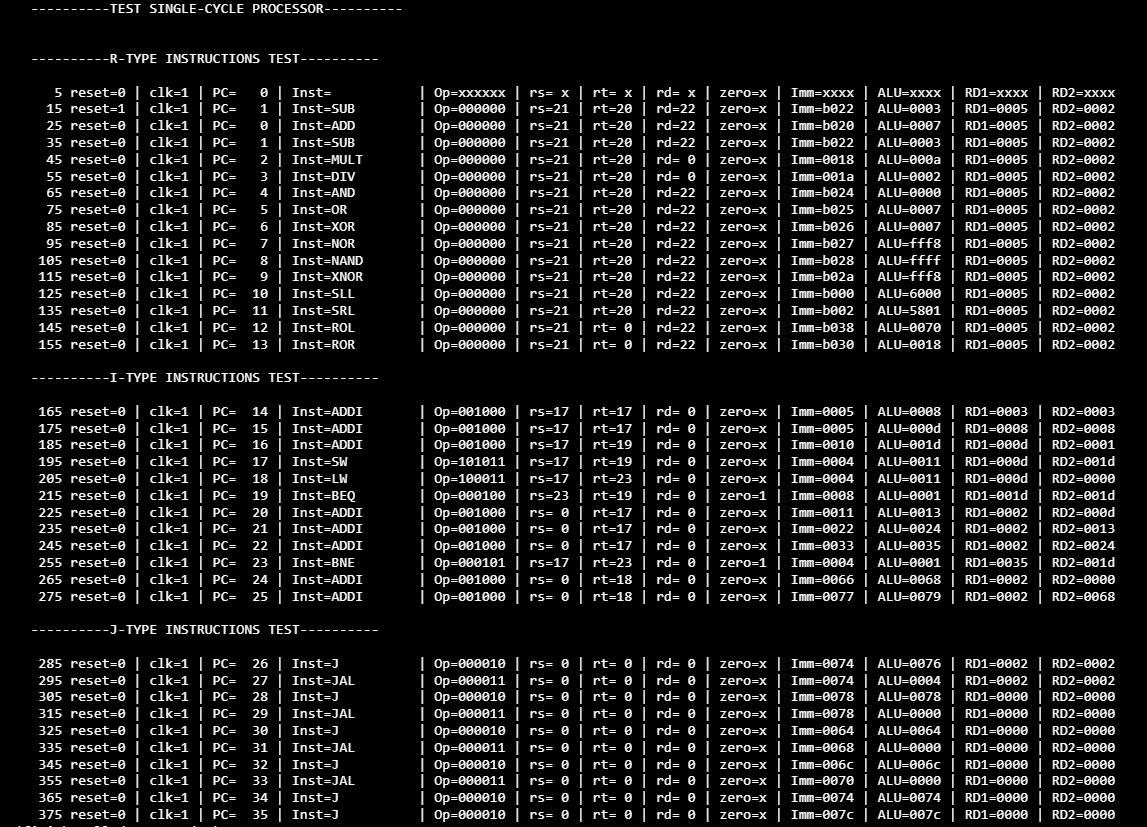 ----------TEST SINGLE-CYCLE PROCESSOR----------
----------R-TYPE INSTRUCTIONS TEST----------
5 reset=0 | clk=1 | PC=   0 | Inst=           | Op=xxxxxx | rs= x | rt= x | rd= x | zero=x | Imm=xxxx | ALU=xxxx | RD1=xxxx | RD2=xxxx
15 reset=1 | clk=1 | PC=   1 | Inst=SUB        | Op=000000 | rs=21 | rt=20 | rd=22 | zero=x | Imm=b022 | ALU=0003 | RD1=0005 | RD2=0002
25 reset=0 | clk=1 | PC=   0 | Inst=ADD        | Op=000000 | rs=21 | rt=20 | rd=22 | zero=x | Imm=b020 | ALU=0007 | RD1=0005 | RD2=0002
35 reset=0 | clk=1 | PC=   1 | Inst=SUB        | Op=000000 | rs=21 | rt=20 | rd=22 | zero=x | Imm=b022 | ALU=0003 | RD1=0005 | RD2=0002
45 reset=0 | clk=1 | PC=   2 | Inst=MULT       | Op=000000 | rs=21 | rt=20 | rd= 0 | zero=x | Imm=0018 | ALU=000a | RD1=0005 | RD2=0002
55 reset=0 | clk=1 | PC=   3 | Inst=DIV        | Op=000000 | rs=21 | rt=20 | rd= 0 | zero=x | Imm=001a | ALU=0002 | RD1=0005 | RD2=0002
65 reset=0 | clk=1 | PC=   4 | Inst=AND        | Op=000000 | rs=21 | rt=20 | rd=22 | zero=x | Imm=b024 | ALU=0000 | RD1=0005 | RD2=0002
75 reset=0 | clk=1 | PC=   5 | Inst=OR         | Op=000000 | rs=21 | rt=20 | rd=22 | zero=x | Imm=b025 | ALU=0007 | RD1=0005 | RD2=0002
85 reset=0 | clk=1 | PC=   6 | Inst=XOR        | Op=000000 | rs=21 | rt=20 | rd=22 | zero=x | Imm=b026 | ALU=0007 | RD1=0005 | RD2=0002
95 reset=0 | clk=1 | PC=   7 | Inst=NOR        | Op=000000 | rs=21 | rt=20 | rd=22 | zero=x | Imm=b027 | ALU=fff8 | RD1=0005 | RD2=0002
105 reset=0 | clk=1 | PC=   8 | Inst=NAND       | Op=000000 | rs=21 | rt=20 | rd=22 | zero=x | Imm=b028 | ALU=ffff | RD1=0005 | RD2=0002
115 reset=0 | clk=1 | PC=   9 | Inst=XNOR       | Op=000000 | rs=21 | rt=20 | rd=22 | zero=x | Imm=b02a | ALU=fff8 | RD1=0005 | RD2=0002
125 reset=0 | clk=1 | PC=  10 | Inst=SLL        | Op=000000 | rs=21 | rt=20 | rd=22 | zero=x | Imm=b000 | ALU=6000 | RD1=0005 | RD2=0002
135 reset=0 | clk=1 | PC=  11 | Inst=SRL        | Op=000000 | rs=21 | rt=20 | rd=22 | zero=x | Imm=b002 | ALU=5801 | RD1=0005 | RD2=0002
145 reset=0 | clk=1 | PC=  12 | Inst=ROL        | Op=000000 | rs=21 | rt= 0 | rd=22 | zero=x | Imm=b038 | ALU=0070 | RD1=0005 | RD2=0002
155 reset=0 | clk=1 | PC=  13 | Inst=ROR        | Op=000000 | rs=21 | rt= 0 | rd=22 | zero=x | Imm=b030 | ALU=0018 | RD1=0005 | RD2=0002
----------I-TYPE INSTRUCTIONS TEST----------
165 reset=0 | clk=1 | PC=  14 | Inst=ADDI       | Op=001000 | rs=17 | rt=17 | rd= 0 | zero=x | Imm=0005 | ALU=0008 | RD1=0003 | RD2=0003
175 reset=0 | clk=1 | PC=  15 | Inst=ADDI       | Op=001000 | rs=17 | rt=17 | rd= 0 | zero=x | Imm=0005 | ALU=000d | RD1=0008 | RD2=0008
185 reset=0 | clk=1 | PC=  16 | Inst=ADDI       | Op=001000 | rs=17 | rt=19 | rd= 0 | zero=x | Imm=0010 | ALU=001d | RD1=000d | RD2=0001
195 reset=0 | clk=1 | PC=  17 | Inst=SW         | Op=101011 | rs=17 | rt=19 | rd= 0 | zero=x | Imm=0004 | ALU=0011 | RD1=000d | RD2=001d
205 reset=0 | clk=1 | PC=  18 | Inst=LW         | Op=100011 | rs=17 | rt=23 | rd= 0 | zero=x | Imm=0004 | ALU=0011 | RD1=000d | RD2=0000
215 reset=0 | clk=1 | PC=  19 | Inst=BEQ        | Op=000100 | rs=23 | rt=19 | rd= 0 | zero=1 | Imm=0008 | ALU=0001 | RD1=001d | RD2=001d
225 reset=0 | clk=1 | PC=  20 | Inst=ADDI       | Op=001000 | rs= 0 | rt=17 | rd= 0 | zero=x | Imm=0011 | ALU=0013 | RD1=0002 | RD2=000d
235 reset=0 | clk=1 | PC=  21 | Inst=ADDI       | Op=001000 | rs= 0 | rt=17 | rd= 0 | zero=x | Imm=0022 | ALU=0024 | RD1=0002 | RD2=0013
245 reset=0 | clk=1 | PC=  22 | Inst=ADDI       | Op=001000 | rs= 0 | rt=17 | rd= 0 | zero=x | Imm=0033 | ALU=0035 | RD1=0002 | RD2=0024
255 reset=0 | clk=1 | PC=  23 | Inst=BNE        | Op=000101 | rs=17 | rt=23 | rd= 0 | zero=1 | Imm=0004 | ALU=0001 | RD1=0035 | RD2=001d
265 reset=0 | clk=1 | PC=  24 | Inst=ADDI       | Op=001000 | rs= 0 | rt=18 | rd= 0 | zero=x | Imm=0066 | ALU=0068 | RD1=0002 | RD2=0000
275 reset=0 | clk=1 | PC=  25 | Inst=ADDI       | Op=001000 | rs= 0 | rt=18 | rd= 0 | zero=x | Imm=0077 | ALU=0079 | RD1=0002 | RD2=0068
----------J-TYPE INSTRUCTIONS TEST----------
285 reset=0 | clk=1 | PC=  26 | Inst=J          | Op=000010 | rs= 0 | rt= 0 | rd= 0 | zero=x | Imm=0074 | ALU=0076 | RD1=0002 | RD2=0002
295 reset=0 | clk=1 | PC=  27 | Inst=JAL        | Op=000011 | rs= 0 | rt= 0 | rd= 0 | zero=x | Imm=0074 | ALU=0004 | RD1=0002 | RD2=0002
305 reset=0 | clk=1 | PC=  28 | Inst=J          | Op=000010 | rs= 0 | rt= 0 | rd= 0 | zero=x | Imm=0078 | ALU=0078 | RD1=0000 | RD2=0000
315 reset=0 | clk=1 | PC=  29 | Inst=JAL        | Op=000011 | rs= 0 | rt= 0 | rd= 0 | zero=x | Imm=0078 | ALU=0000 | RD1=0000 | RD2=0000
325 reset=0 | clk=1 | PC=  30 | Inst=J          | Op=000010 | rs= 0 | rt= 0 | rd= 0 | zero=x | Imm=0064 | ALU=0064 | RD1=0000 | RD2=0000
335 reset=0 | clk=1 | PC=  31 | Inst=JAL        | Op=000011 | rs= 0 | rt= 0 | rd= 0 | zero=x | Imm=0068 | ALU=0000 | RD1=0000 | RD2=0000
345 reset=0 | clk=1 | PC=  32 | Inst=J          | Op=000010 | rs= 0 | rt= 0 | rd= 0 | zero=x | Imm=006c | ALU=006c | RD1=0000 | RD2=0000
355 reset=0 | clk=1 | PC=  33 | Inst=JAL        | Op=000011 | rs= 0 | rt= 0 | rd= 0 | zero=x | Imm=0070 | ALU=0000 | RD1=0000 | RD2=0000
365 reset=0 | clk=1 | PC=  34 | Inst=J          | Op=000010 | rs= 0 | rt= 0 | rd= 0 | zero=x | Imm=0074 | ALU=0074 | RD1=0000 | RD2=0000
375 reset=0 | clk=1 | PC=  35 | Inst=J          | Op=000010 | rs= 0 | rt= 0 | rd= 0 | zero=x | Imm=007c | ALU=007c | RD1=0000 | RD2=0000